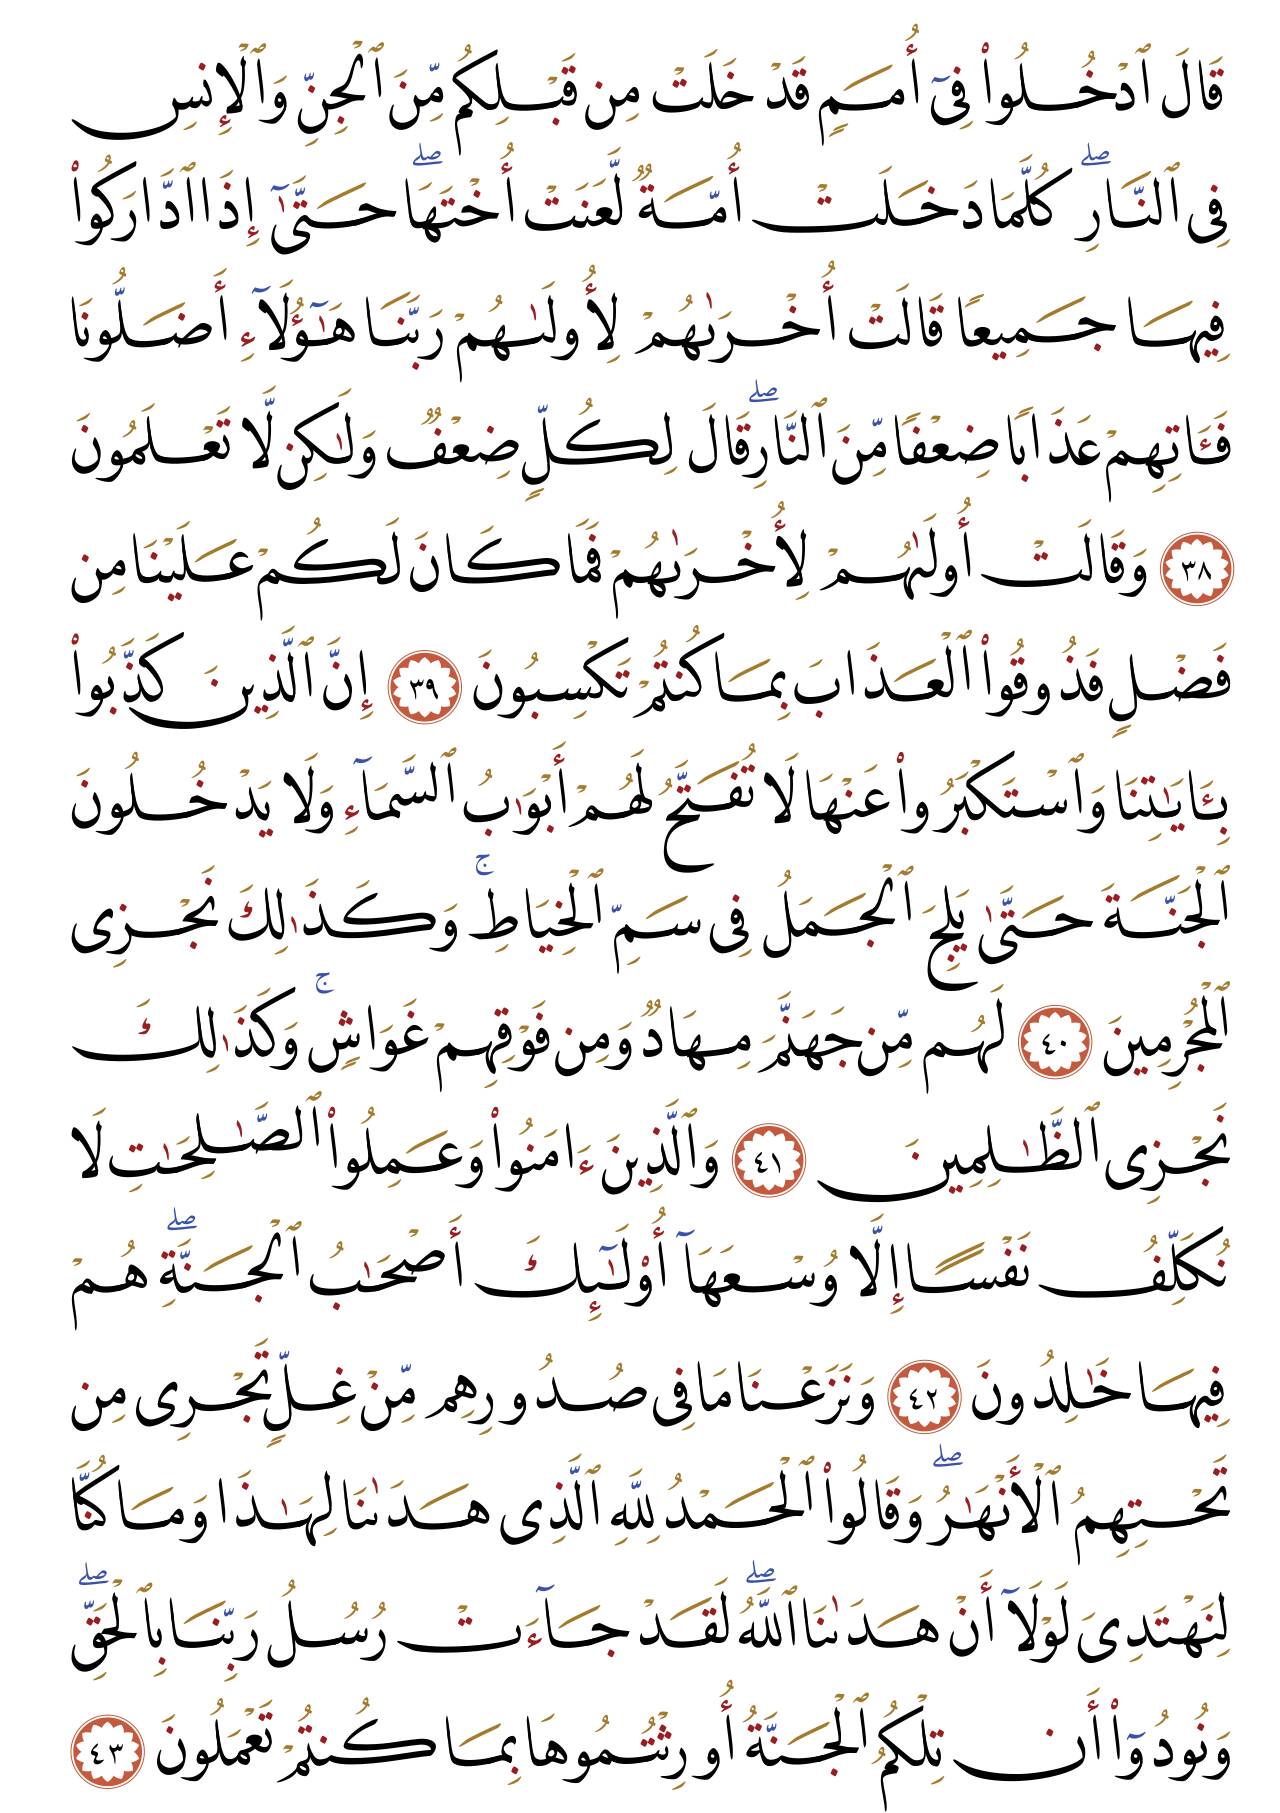 قَالَ ٱدْخُلُوا۟ فِىٓ أُمَمٍ قَدْ خَلَتْ مِن قَبْلِكُم مِّنَ ٱلْجِنِّ وَٱلْإِنسِ
فِى ٱلنَّارِ ۖ كُلَّمَا دَخَلَتْ أُمَّةٌ لَّعَنَتْ أُخْتَهَا ۖ حَتَّىٰٓ إِذَا ٱدَّارَكُوا۟
فِيهَا جَمِيعًا قَالَتْ أُخْرَىٰهُمْ لِأُولَىٰهُمْ رَبَّنَا هَـٰٓؤُلَآءِ أَضَلُّونَا
فَـَٔاتِهِمْ عَذَابًا ضِعْفًا مِّنَ ٱلنَّارِ ۖ قَالَ لِكُلٍّ ضِعْفٌ وَلَـٰكِن لَّا تَعْلَمُونَ
٣٨ وَقَالَتْ أُولَىٰهُمْ لِأُخْرَىٰهُمْ فَمَا كَانَ لَكُمْ عَلَيْنَا مِن
فَضْلٍ فَذُوقُوا۟ ٱلْعَذَابَ بِمَا كُنتُمْ تَكْسِبُونَ ٣٩ إِنَّ ٱلَّذِينَ كَذَّبُوا۟
بِـَٔايَـٰتِنَا وَٱسْتَكْبَرُوا۟ عَنْهَا لَا تُفَتَّحُ لَهُمْ أَبْوَٰبُ ٱلسَّمَآءِ وَلَا يَدْخُلُونَ
ٱلْجَنَّةَ حَتَّىٰ يَلِجَ ٱلْجَمَلُ فِى سَمِّ ٱلْخِيَاطِ ۚ وَكَذَٰلِكَ نَجْزِى
ٱلْمُجْرِمِينَ ٤٠ لَهُم مِّن جَهَنَّمَ مِهَادٌ وَمِن فَوْقِهِمْ غَوَاشٍ ۚ وَكَذَٰلِكَ
نَجْزِى ٱلظَّـٰلِمِينَ ٤١ وَٱلَّذِينَ ءَامَنُوا۟ وَعَمِلُوا۟ ٱلصَّـٰلِحَـٰتِ لَا
نُكَلِّفُ نَفْسًا إِلَّا وُسْعَهَآ أُو۟لَـٰٓئِكَ أَصْحَـٰبُ ٱلْجَنَّةِ ۖ هُمْ
فِيهَا خَـٰلِدُونَ ٤٢ وَنَزَعْنَا مَا فِى صُدُورِهِم مِّنْ غِلٍّ تَجْرِى مِن
تَحْتِهِمُ ٱلْأَنْهَـٰرُ ۖ وَقَالُوا۟ ٱلْحَمْدُ لِلَّهِ ٱلَّذِى هَدَىٰنَا لِهَـٰذَا وَمَا كُنَّا
لِنَهْتَدِىَ لَوْلَآ أَنْ هَدَىٰنَا ٱللَّهُ ۖ لَقَدْ جَآءَتْ رُسُلُ رَبِّنَا بِٱلْحَقِّ ۖ
وَنُودُوٓا۟ أَن تِلْكُمُ ٱلْجَنَّةُ أُورِثْتُمُوهَا بِمَا كُنتُمْ تَعْمَلُونَ ٤٣